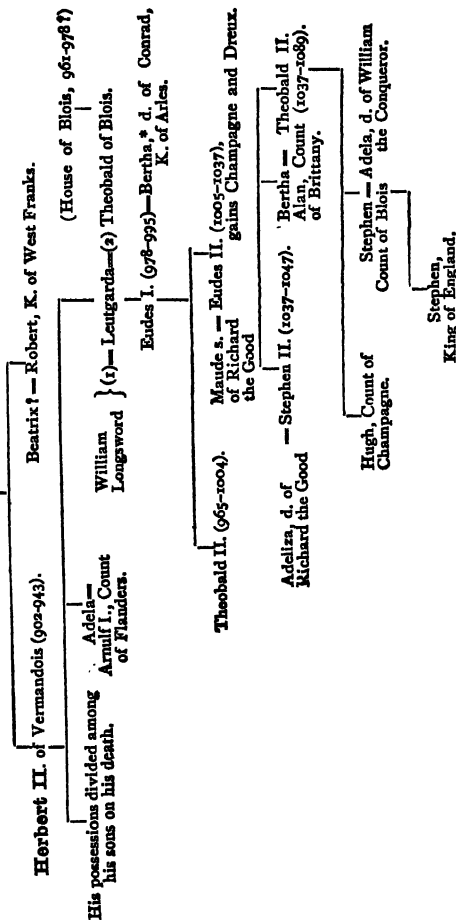 Herbert II. of Vermandois (902-943).
Beatrix? — Robert, K. of West Franks.
His possessions divided among
his sons on his death.
Adela—
Arnulf I., Count
of Flanders.
William
Longsword
} (1)— Leutgarda—(2) Theobald of Blois.
(House of Blois, 961-978?)
Eudes I. (978-995)—Bertha,* d. of Conrad,
K. of Arles.
Theobald II. (965-1004).
Maude s. — Eudes II. (1005-1037),
of Richard
the Good
gains Champagne and Dreux.
Adeliza, d. of
Richard the Good
— Stephen II. (1037-1047).
Bertha —
Alan, Count
of Brittany.
Theobald II.
(1037-1089).
Hugh, Count of
Champagne.
Stephen — Adela, d. of William
Count of Blois
the Conqueror.
Stephen,
King of England.